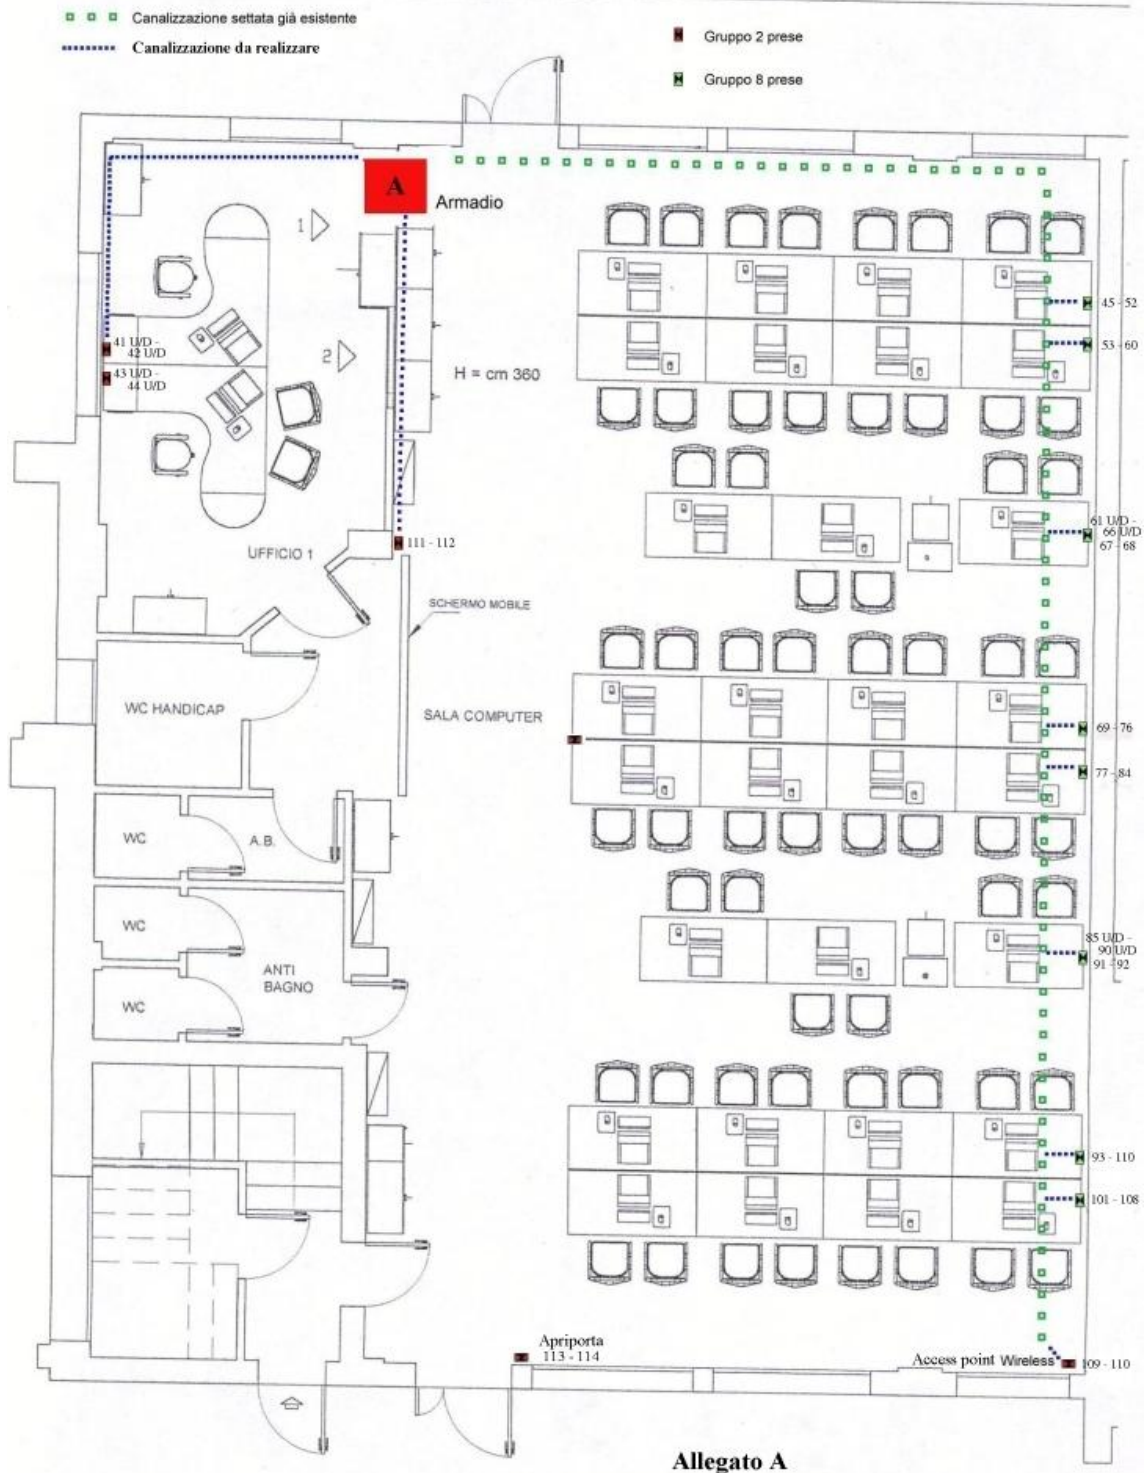 Canalizzazione settata già esistente
Canalizzazione da realizzare
Gruppo 2 prese
Gruppo 8 prese
A
Armadio
1
2
H = cm 360
45 - 52
53 - 60
41 U/D -
42 U/D
43 U/D -
44 U/D
61 U/D -
66 U/D
67 - 68
111 - 112
UFFICIO 1
SCHERMO MOBILE
WC HANDICAP
SALA COMPUTER
69 - 76
77 - 84
WC
A.B.
WC
85 U/D -
90 U/D
91 - 92
ANTI
BAGNO
WC
93 - 110
101 - 108
Apriporta
113 - 114
Access point Wireless
109 - 110
Allegato A